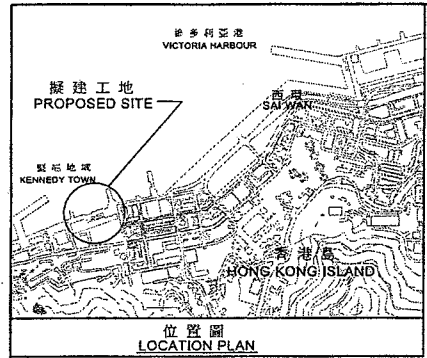 維多利亞港
VICTORIA HARBOUR
擬建工地
PROPOSED SITE
西環
SAI WAN
堅尼地城
KENNEDY TOWN
香港島
HONG KONG ISLAND
位置圖
LOCATION PLAN